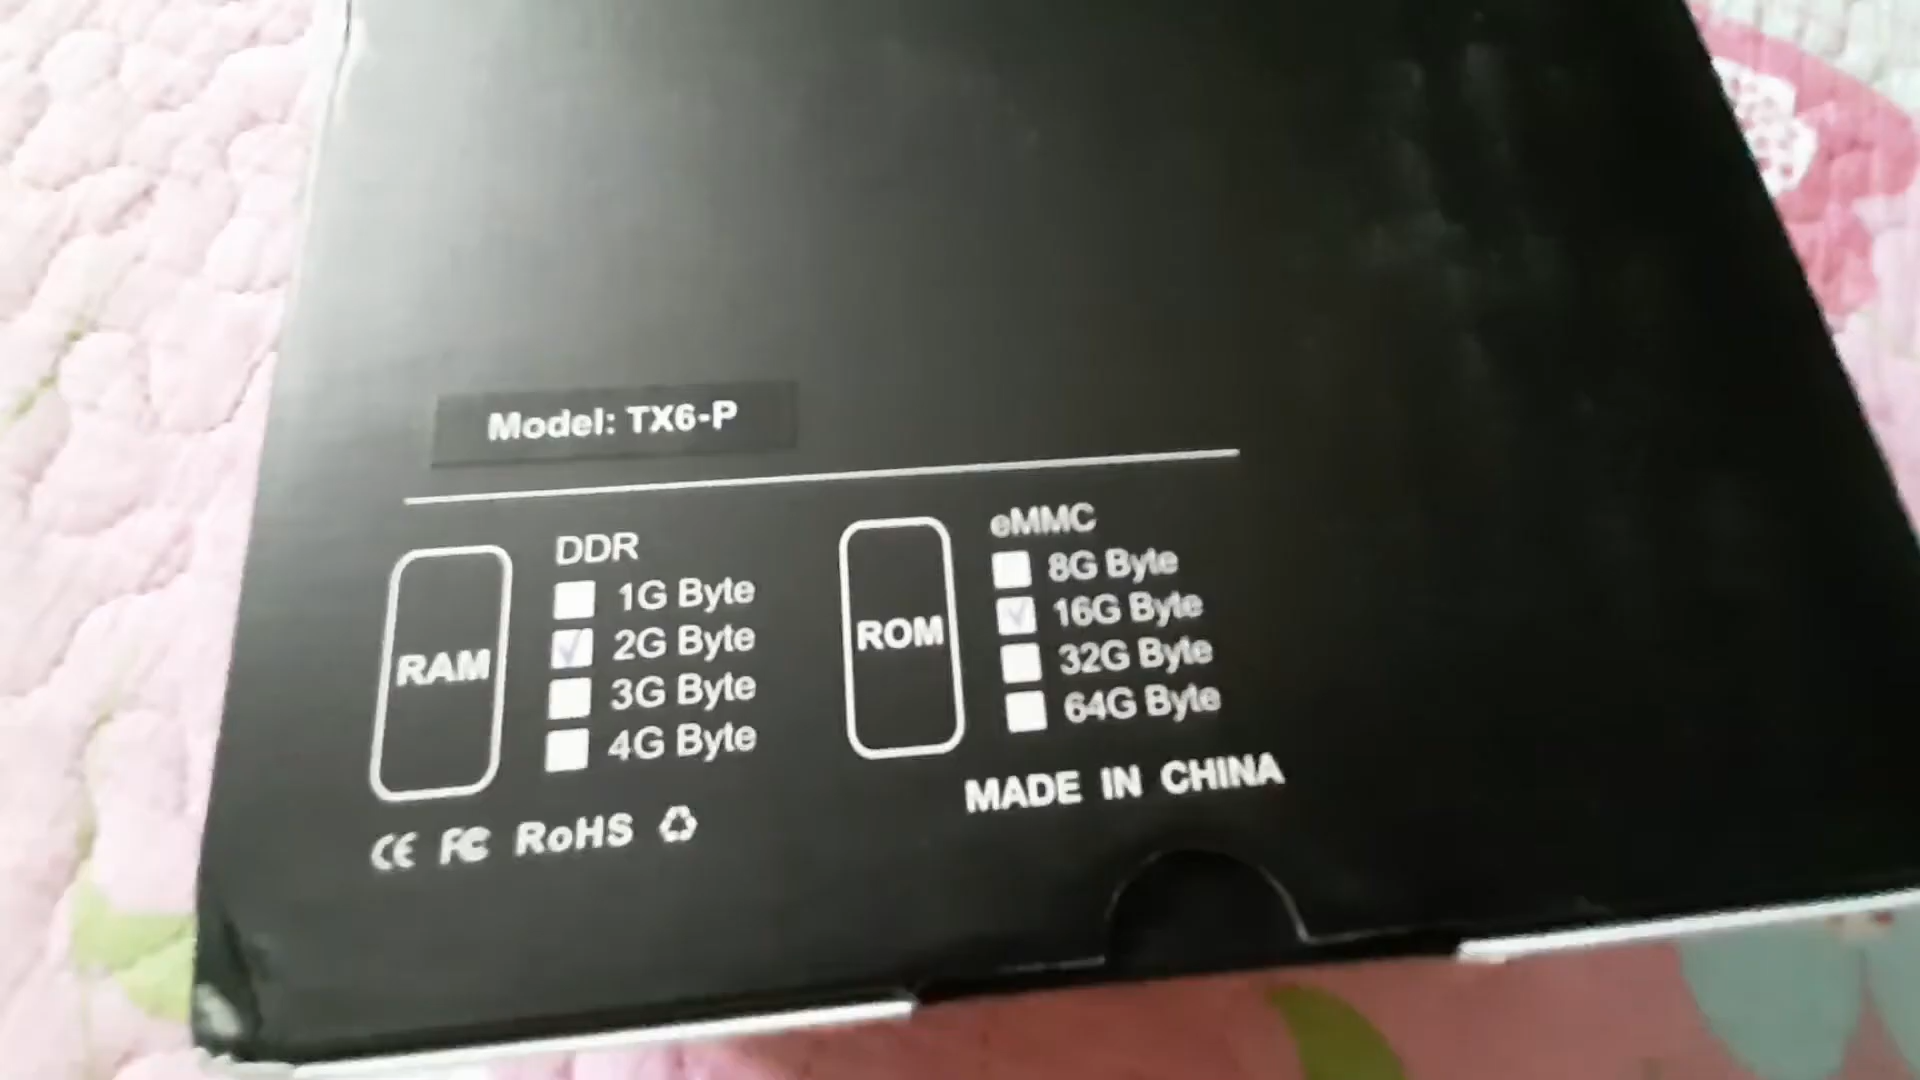 Model: TX6-P
RAM
DDR
1G Byte
2G Byte
3G Byte
4G Byte
ROM
eMMC
8G Byte
16G Byte
32G Byte
64G Byte
CE FC RoHS
MADE IN CHINA